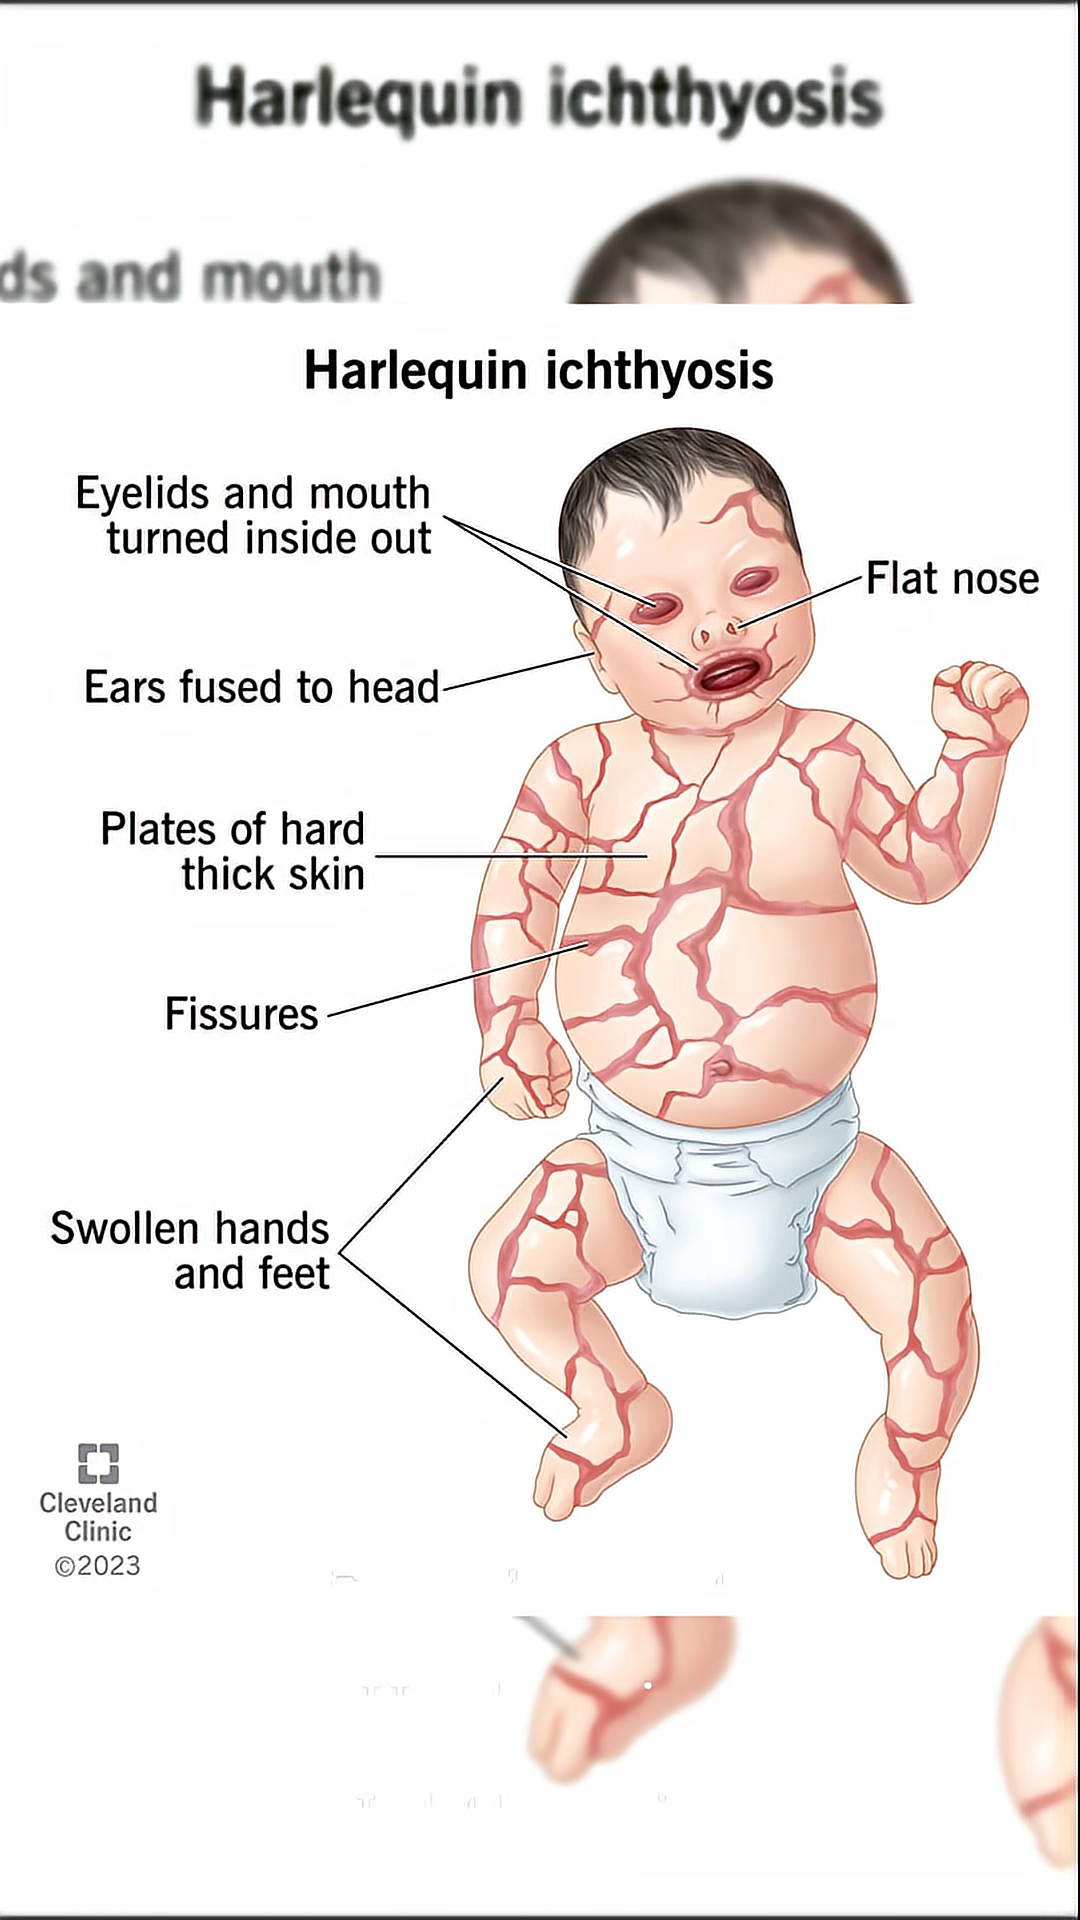 Harlequin ichthyosis
ds and mouth
Harlequin ichthyosis
Eyelids and mouth
turned inside out
Flat nose
Ears fused to head
Plates of hard
thick skin
Fissures
Swollen hands
and feet
Cleveland
Clinic
©2023